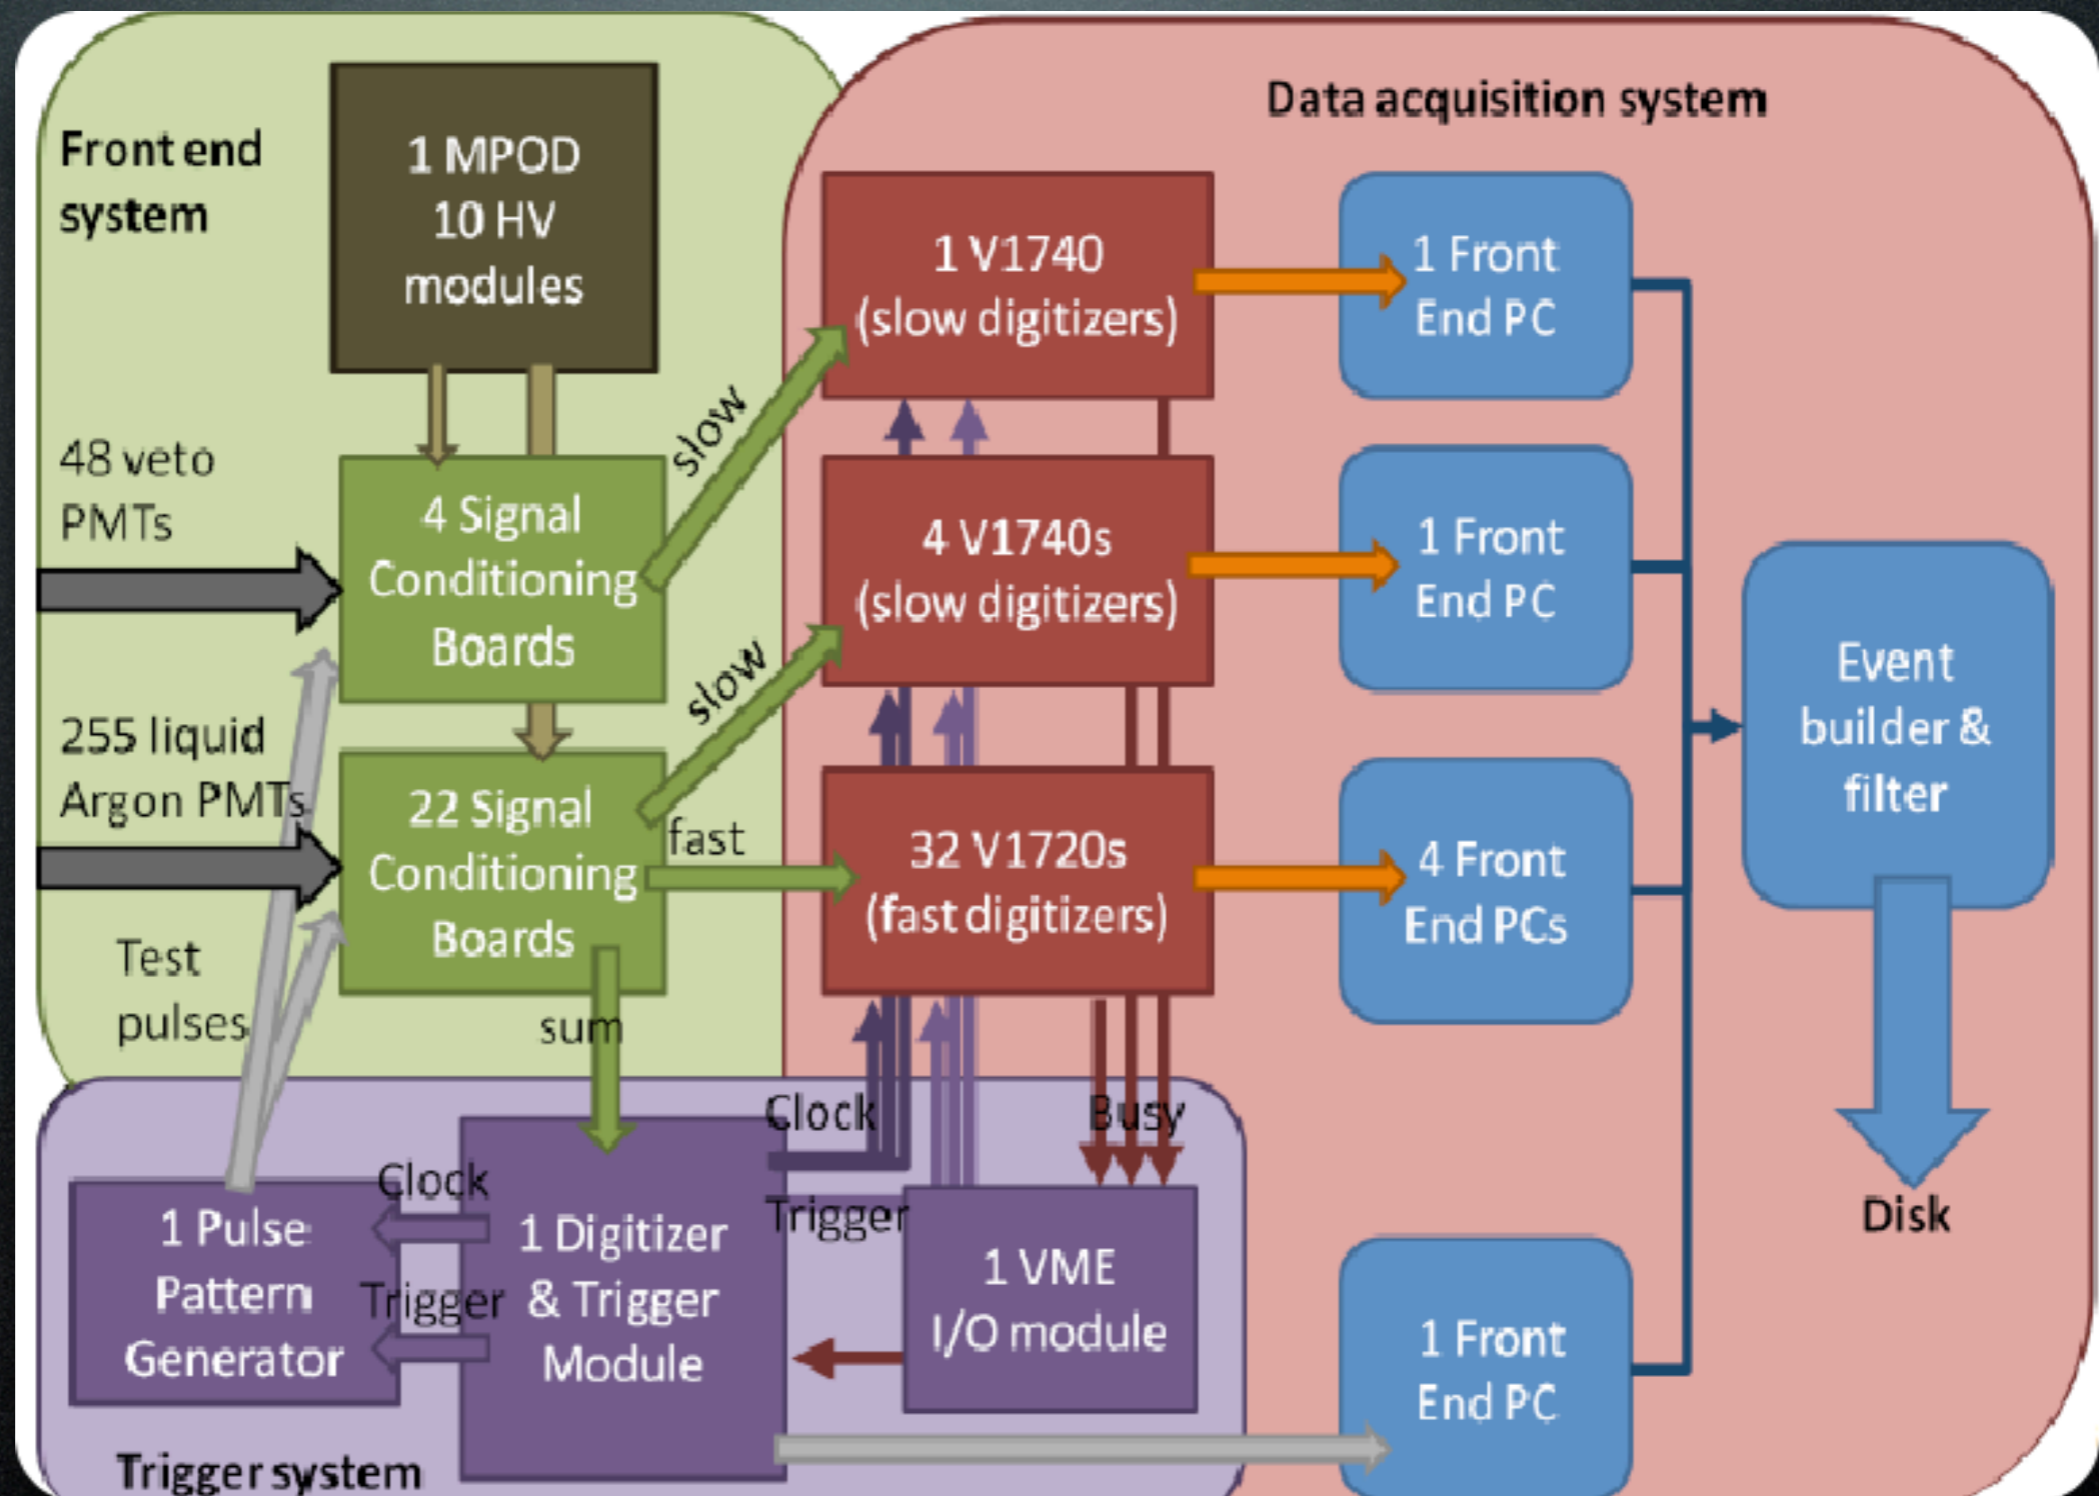 Front end
system
1 MPOD
10 HV
modules
48 veto
PMTs
4 Signal
Conditioning
Boards
255 liquid
Argon PMTs
22 Signal
Conditioning
Boards
Test
pulses
slow
slow
fast
sum
Data acquisition system
1 V1740
(slow digitizers)
1 Front
End PC
4 V1740s
(slow digitizers)
1 Front
End PC
32 V1720s
(fast digitizers)
4 Front
End PCs
Event
builder &
filter
Disk
Clock
Busy
Trigger
Clock
Trigger
1 Pulse
Pattern
Generator
1 Digitizer
& Trigger
Module
1 VME
I/O module
1 Front
End PC
Trigger system